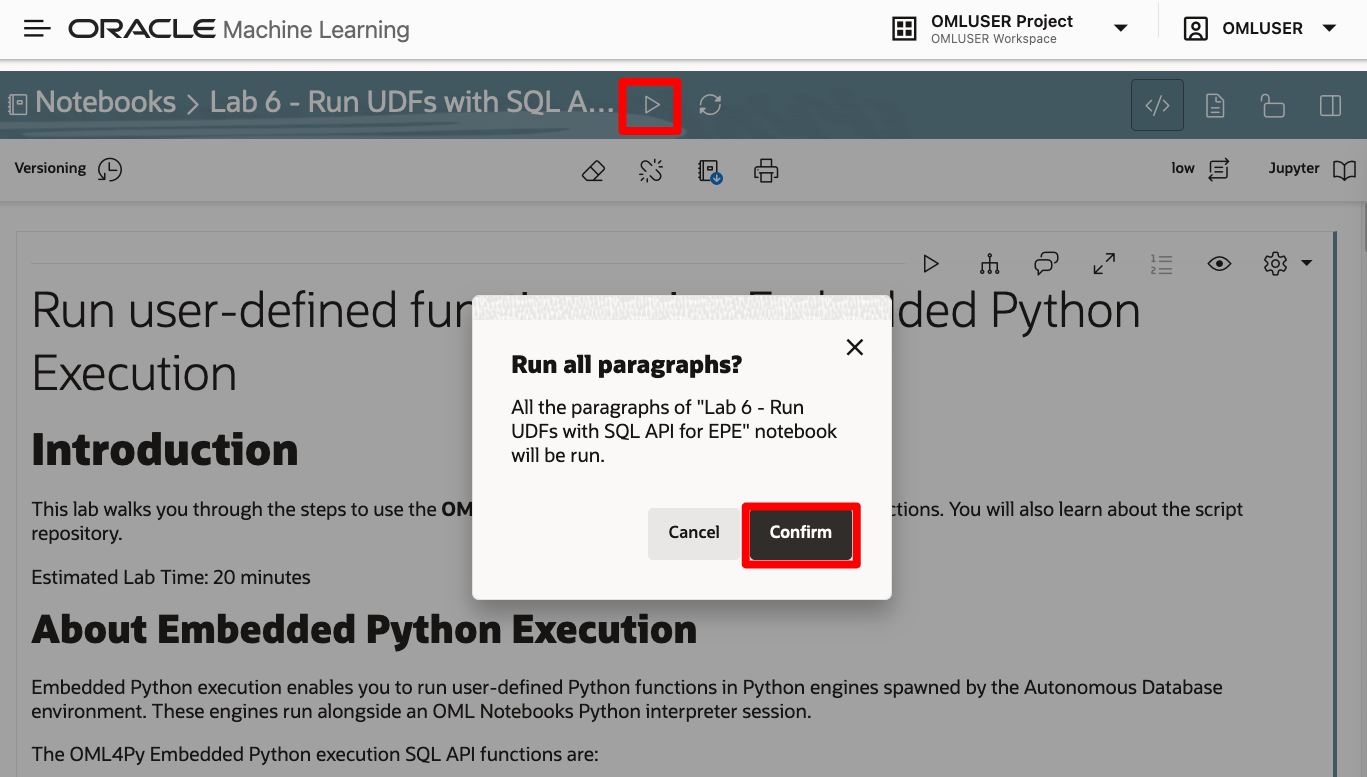 ORACLE Machine Learning
OMLUSER Project
OMLUSER Workspace
OMLUSER
Notebooks > Lab 6 - Run UDFs with SQL A...
Versioning
low
Jupyter
Run user-defined fun
dded Python
Execution
Introduction
This lab walks you through the steps to use the OM
ctions. You will also learn about the script
repository.
Estimated Lab Time: 20 minutes
About Embedded Python Execution
Embedded Python execution enables you to run user-defined Python functions in Python engines spawned by the Autonomous Database
environment. These engines run alongside an OML Notebooks Python interpreter session.
The OML4Py Embedded Python execution SQL API functions are:
Run all paragraphs?
All the paragraphs of "Lab 6 - Run
UDFs with SQL API for EPE" notebook
will be run.
Cancel
Confirm